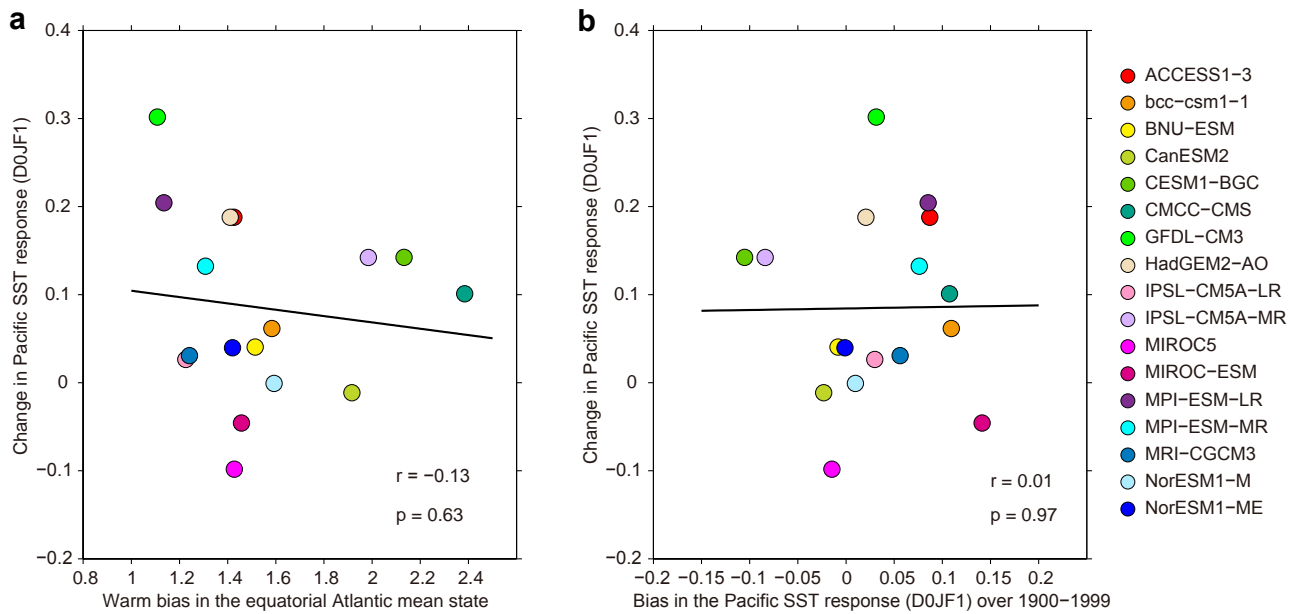 a
Change in Pacific SST response (D0JF1)
0.4
0.3
0.2
0.1
0
−0.1
−0.2
r = −0.13
p = 0.63
0.8 1 1.2 1.4 1.6 1.8 2 2.2 2.4
Warm bias in the equatorial Atlantic mean state
b
Change in Pacific SST response (D0JF1)
0.4
0.3
0.2
0.1
0
−0.1
−0.2
r = 0.01
p = 0.97
−0.2 −0.15 −0.1 −0.05 0 0.05 0.1 0.15 0.2
Bias in the Pacific SST response (D0JF1) over 1900−1999
ACCESS1−3
bcc−csm1−1
BNU−ESM
CanESM2
CESM1−BGC
CMCC−CMS
GFDL−CM3
HadGEM2−AO
IPSL−CM5A−LR
IPSL−CM5A−MR
MIROC5
MIROC−ESM
MPI−ESM−LR
MPI−ESM−MR
MRI−CGCM3
NorESM1−M
NorESM1−ME